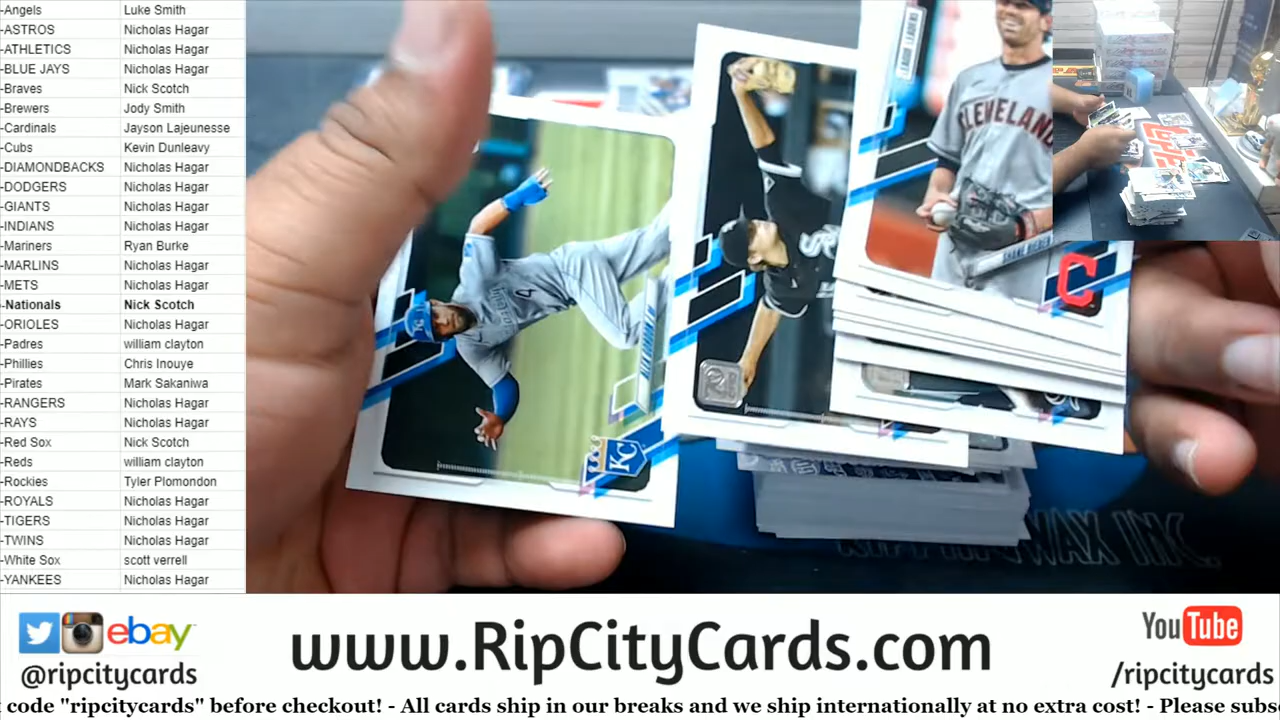 -Angels Luke Smith
-ASTROS Nicholas Hagar
-ATHLETICS Nicholas Hagar
-BLUE JAYS Nicholas Hagar
-Braves Nick Scotch
-Brewers Jody Smith
-Cardinals Jayson Lajeunesse
-Cubs Kevin Dunleavy
-DIAMONDBACKS Nicholas Hagar
-DODGERS Nicholas Hagar
-GIANTS Nicholas Hagar
-INDIANS Nicholas Hagar
-Mariners Ryan Burke
-MARLINS Nicholas Hagar
-METS Nicholas Hagar
-Nationals Nick Scotch
-ORIOLES Nicholas Hagar
-Padres william clayton
-Phillies Chris Inouye
-Pirates Mark Sakaniwa
-RANGERS Nicholas Hagar
-RAYS Nicholas Hagar
-Red Sox Nick Scotch
-Reds william clayton
-Rockies Tyler Plomondon
-ROYALS Nicholas Hagar
-TIGERS Nicholas Hagar
-TWINS Nicholas Hagar
-White Sox scott verrell
-YANKEES Nicholas Hagar
LEAGUE LEADERS
CLEVELAND
SHANE BIEBER
C
KC
WAX INC.
ebay
@ripcitycards
www.RipCityCards.com
YouTube
/ripcitycards
code "ripcitycards" before checkout! - All cards ship in our breaks and we ship internationally at no extra cost! - Please